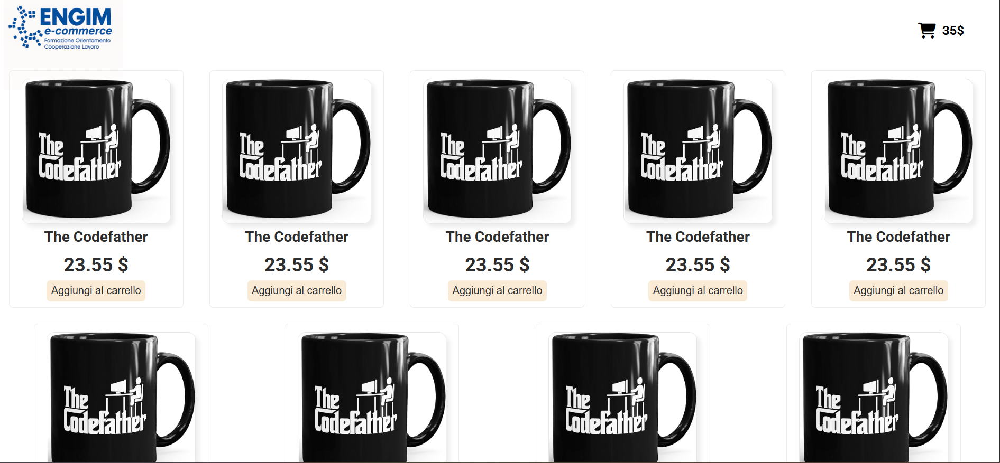 ENGIM
e-commerce
Formazione Orientamento
Cooperazione Lavoro
35$
The
Codefather
The
Codefather
The
Codefather
The
Codefather
The
Codefather
The Codefather
The Codefather
The Codefather
The Codefather
The Codefather
23.55 $
23.55 $
23.55 $
23.55 $
23.55 $
Aggiungi al carrello
Aggiungi al carrello
Aggiungi al carrello
Aggiungi al carrello
Aggiungi al carrello
The
Codefather
The
Codefather
The
Codefather
The
Codefather